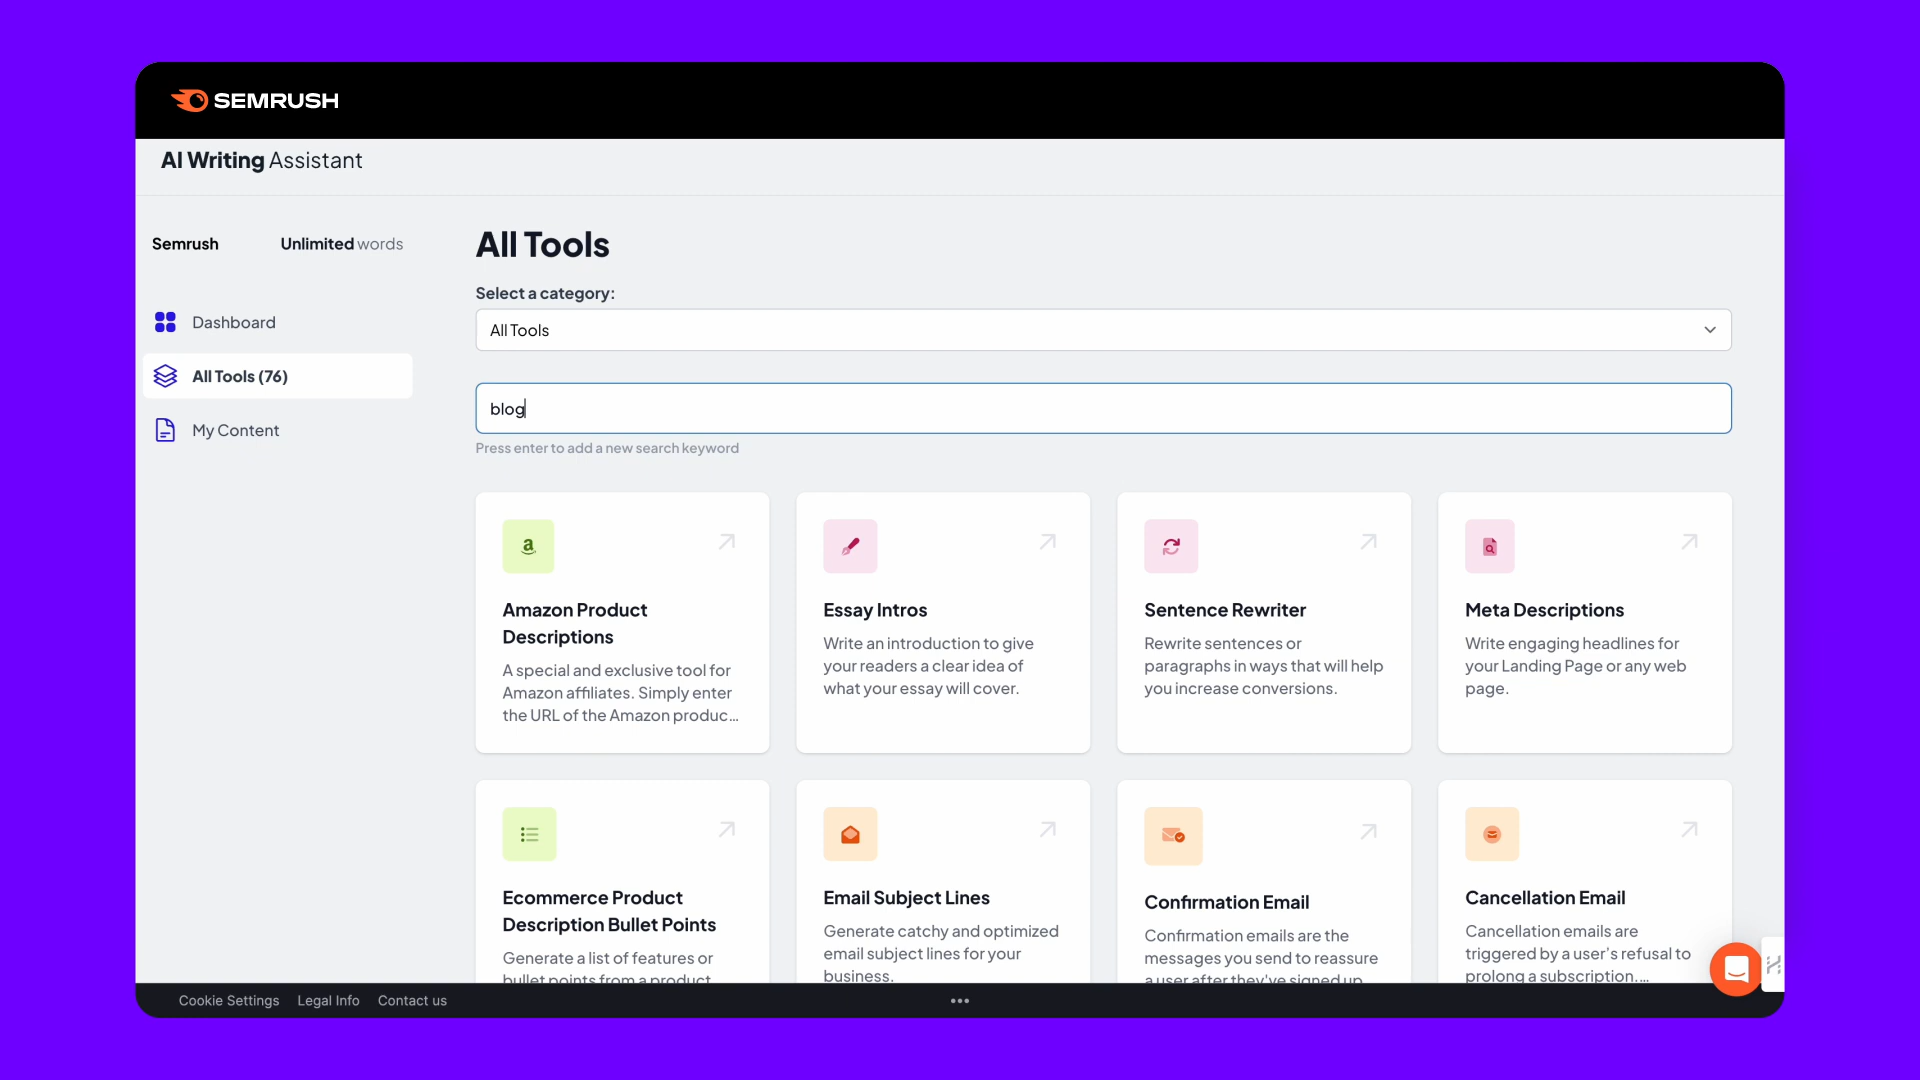 SEMRUSH
AI Writing Assistant
Semrush
Unlimited words
Dashboard
All Tools (76)
My Content
All Tools
Select a category:
All Tools
blog
Press enter to add a new search keyword
Amazon Product
Descriptions
A special and exclusive tool for
Amazon affiliates. Simply enter
the URL of the Amazon produc...
Essay Intros
Write an introduction to give
your readers a clear idea of
what your essay will cover.
Sentence Rewriter
Rewrite sentences or
paragraphs in ways that will help
you increase conversions.
Meta Descriptions
Write engaging headlines for
your Landing Page or any web
page.
Ecommerce Product
Description Bullet Points
Generate a list of features or
bullet points from a product
Email Subject Lines
Generate catchy and optimized
email subject lines for your
business.
Confirmation Email
Confirmation emails are the
messages you send to reassure
a user after they've signed up
Cancellation Email
Cancellation emails are
triggered by a user's refusal to
prolong a subscription....
Cookie Settings
Legal Info
Contact us